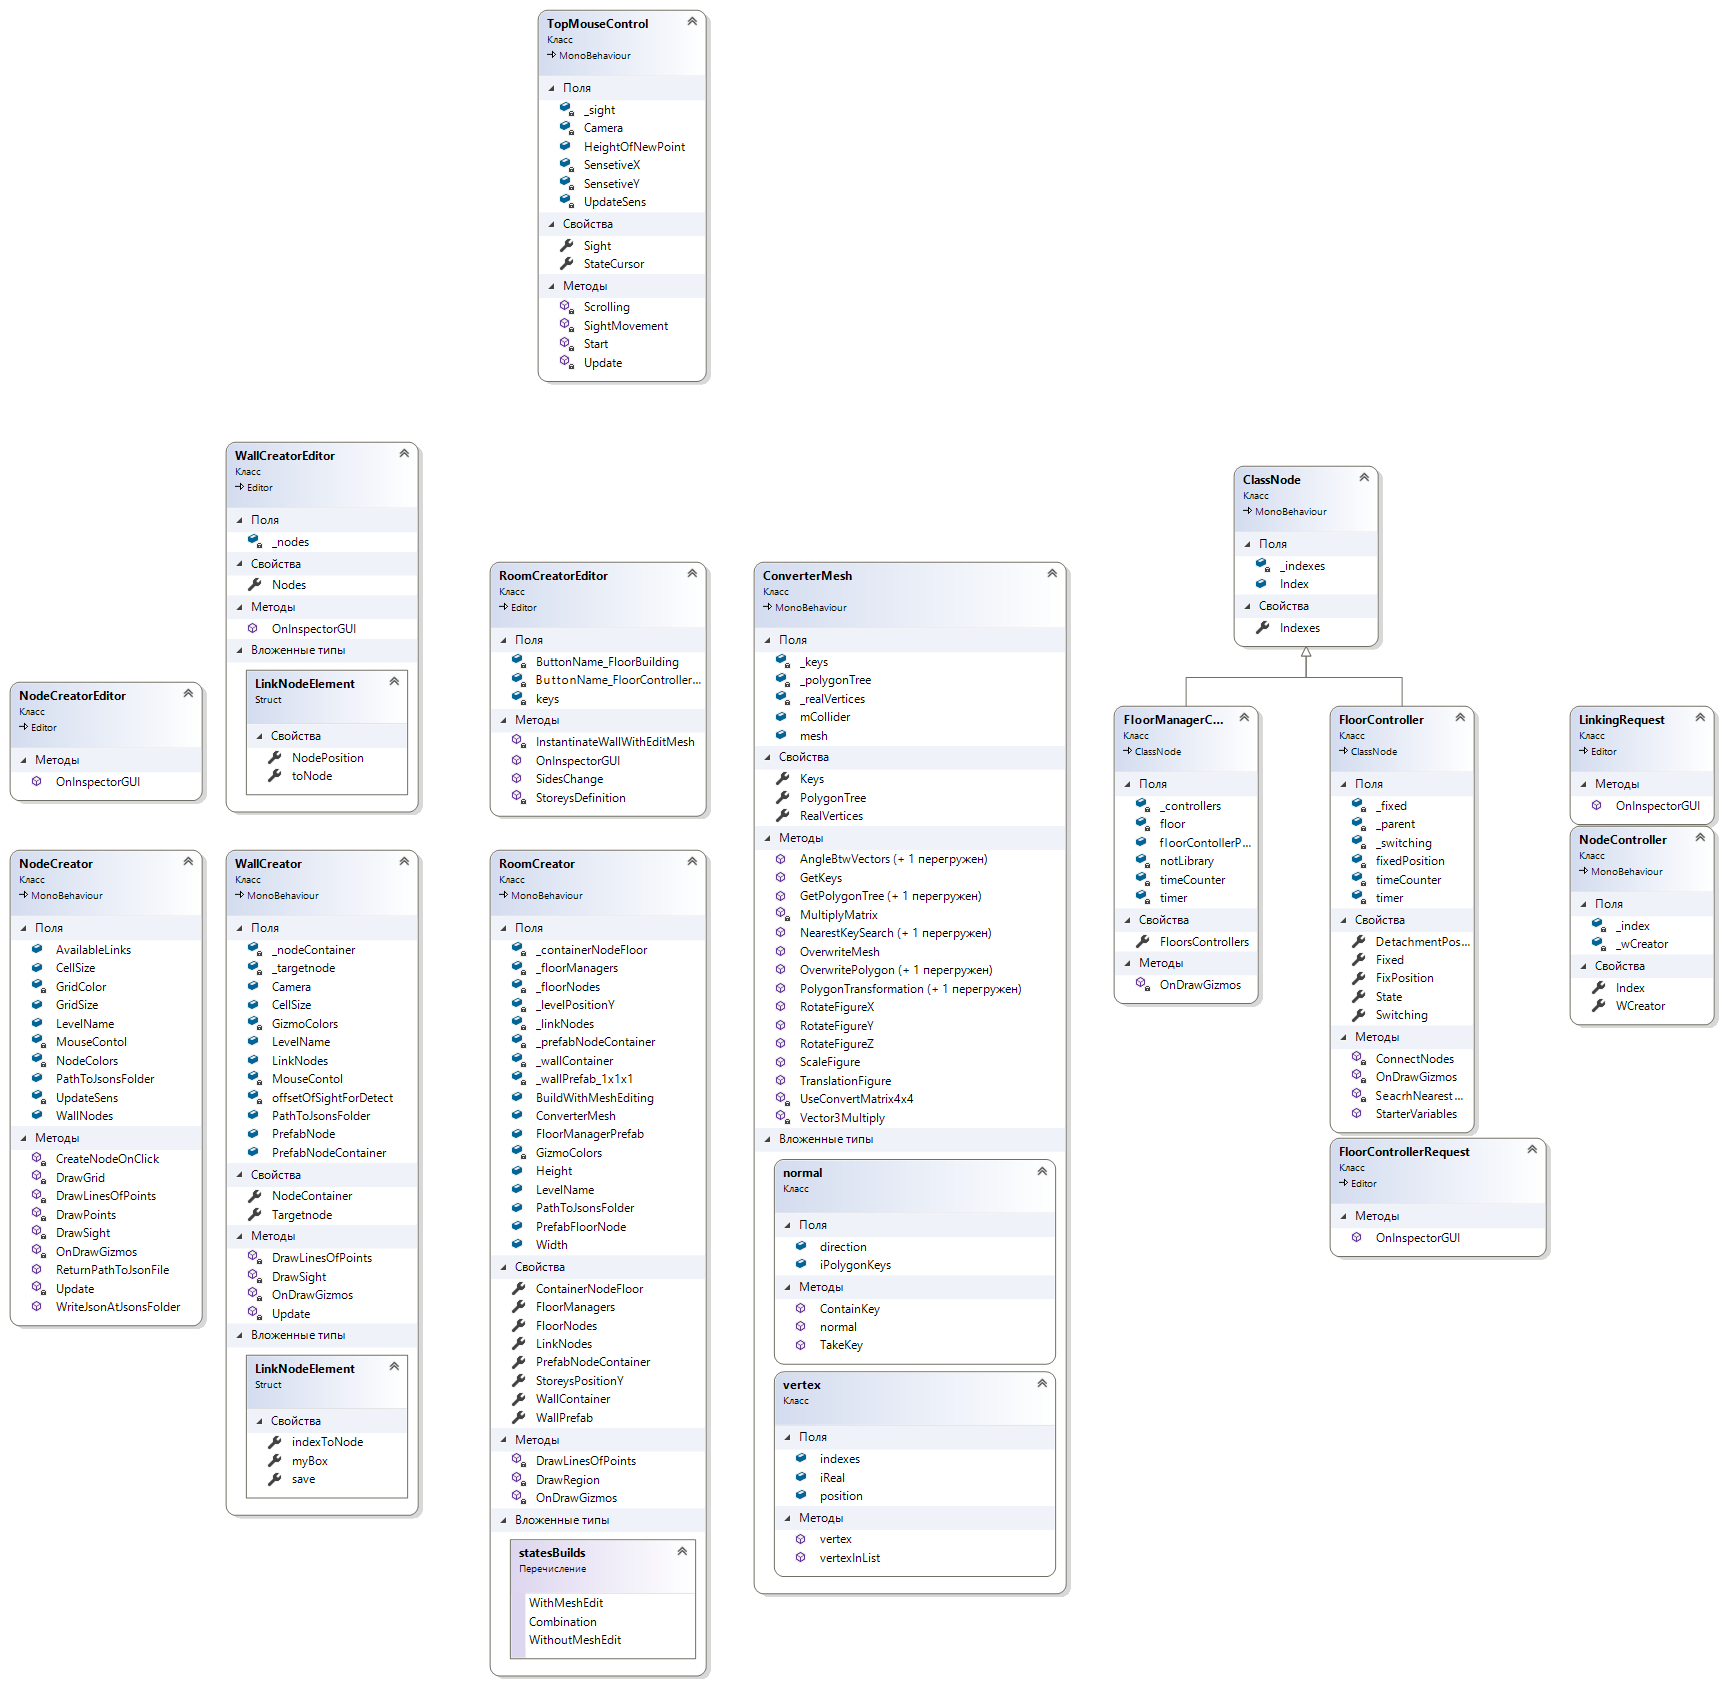 TopMouseControl
Класс
MonoBehaviour
Поля
_sight
Camera
HeightOfNewPoint
SensetiveX
SensetiveY
UpdateSens
Свойства
Sight
StateCursor
Методы
Scrolling
SightMovement
Start
Update
WallCreatorEditor
Класс
Editor
Поля
_nodes
Свойства
Nodes
Методы
OnInspectorGUI
Вложенные типы
LinkNodeElement
Struct
Свойства
NodePosition
toNode
NodeCreatorEditor
Класс
Editor
Методы
OnInspectorGUI
RoomCreatorEditor
Класс
Editor
Поля
ButtonName_FloorBuilding
ButtonName_FloorController...
keys
Методы
InstantinateWallWithEditMesh
OnInspectorGUI
SidesChange
StoreysDefinition
NodeCreator
Класс
MonoBehaviour
Поля
AvailableLinks
CellSize
GridColor
GridSize
LevelName
MouseContol
NodeColors
PathToJsonsFolder
UpdateSens
WallNodes
Методы
CreateNodeOnClick
DrawGrid
DrawLinesOfPoints
DrawPoints
DrawSight
OnDrawGizmos
ReturnPathToJsonFile
Update
WriteJsonAtJsonsFolder
WallCreator
Класс
MonoBehaviour
Поля
_nodeContainer
_targetnode
Camera
CellSize
GizmoColors
LevelName
LinkNodes
MouseContol
offsetOfSightForDetect
PathToJsonsFolder
PrefabNode
PrefabNodeContainer
Свойства
NodeContainer
Targetnode
Методы
DrawLinesOfPoints
DrawSight
OnDrawGizmos
Update
Вложенные типы
LinkNodeElement
Struct
Свойства
indexToNode
myBox
save
RoomCreator
Класс
MonoBehaviour
Поля
_containerNodeFloor
_floorManagers
_floorNodes
_levelPositionY
_linkNodes
_prefabNodeContainer
_wallContainer
_wallPrefab_1x1x1
BuildWithMeshEditing
ConverterMesh
FloorManagerPrefab
GizmoColors
Height
LevelName
PathToJsonsFolder
PrefabFloorNode
Width
Свойства
ContainerNodeFloor
FloorManagers
FloorNodes
LinkNodes
PrefabNodeContainer
StoreysPositionY
WallContainer
WallPrefab
Методы
DrawLinesOfPoints
DrawRegion
OnDrawGizmos
Вложенные типы
statesBuilds
Перечисление
WithMeshEdit
Combination
WithoutMeshEdit
ConverterMesh
Класс
MonoBehaviour
Поля
_keys
_polygonTree
_realVertices
mCollider
mesh
Свойства
Keys
PolygonTree
RealVertices
Методы
AngleBtwVectors (+ 1 перегружен)
GetKeys
GetPolygonTree (+ 1 перегружен)
MultiplyMatrix
NearestKeySearch (+ 1 перегружен)
OverwriteMesh
OverwritePolygon (+ 1 перегружен)
PolygonTransformation (+ 1 перегружен)
RotateFigureX
RotateFigureY
RotateFigureZ
ScaleFigure
TranslationFigure
UseConvertMatrix4x4
Vector3Multiply
Вложенные типы
normal
Класс
Поля
direction
iPolygonKeys
Методы
ContainKey
normal
TakeKey
vertex
Класс
Поля
indexes
iReal
position
Методы
vertex
vertexInList
ClassNode
Класс
MonoBehaviour
Поля
_indexes
Index
Свойства
Indexes
FloorManagerC...
Класс
ClassNode
Поля
_controllers
floor
floorContollerP...
notLibrary
timeCounter
timer
Свойства
FloorsControllers
Методы
OnDrawGizmos
FloorController
Класс
ClassNode
Поля
_fixed
_parent
_switching
fixedPosition
timeCounter
timer
Свойства
DetachmentPos...
Fixed
FixPosition
State
Switching
Методы
ConnectNodes
OnDrawGizmos
SeacrhNearest...
StarterVariables
FloorControllerRequest
Класс
Editor
Методы
OnInspectorGUI
LinkingRequest
Класс
Editor
Методы
OnInspectorGUI
NodeController
Класс
MonoBehaviour
Поля
_index
_wCreator
Свойства
Index
WCreator